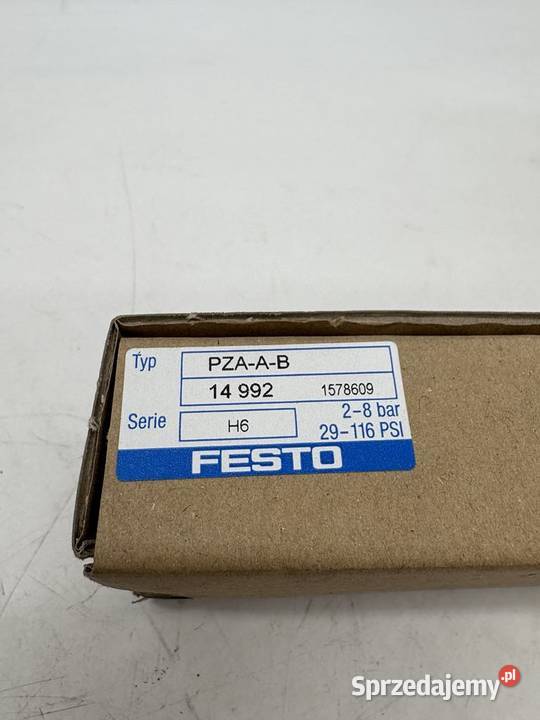 Typ PZA-A-B
14 992 1578609
Serie H6 2-8 bar
29-116 PSI
FESTO
Sprzedajemy.pl